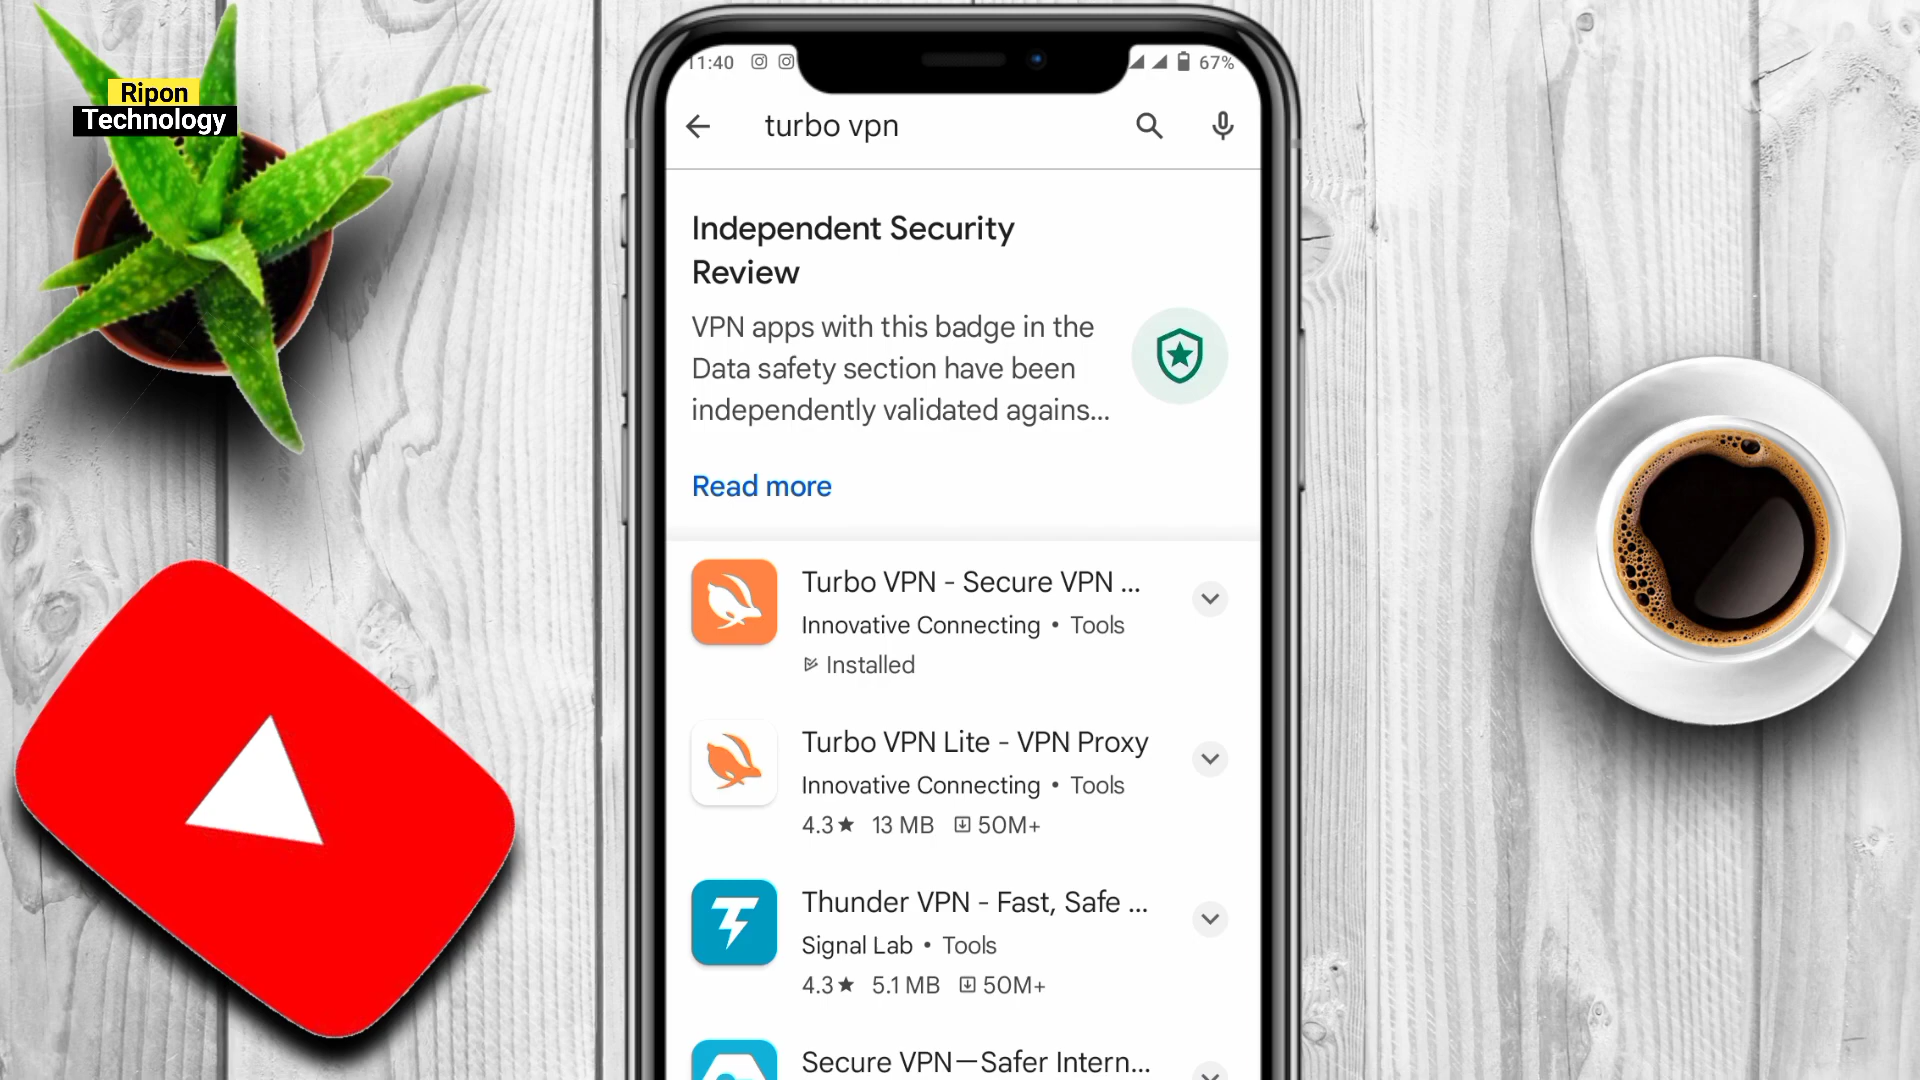 Ripon
Technology
11:40
67%
turbo vpn
Independent Security
Review
VPN apps with this badge in the
Data safety section have been
independently validated agains...
Read more
Turbo VPN - Secure VPN ...
Innovative Connecting • Tools
Installed
Turbo VPN Lite - VPN Proxy
Innovative Connecting • Tools
4.3★ 13 MB 50M+
Thunder VPN - Fast, Safe ...
Signal Lab • Tools
4.3★ 5.1 MB 50M+
Secure VPN—Safer Intern...